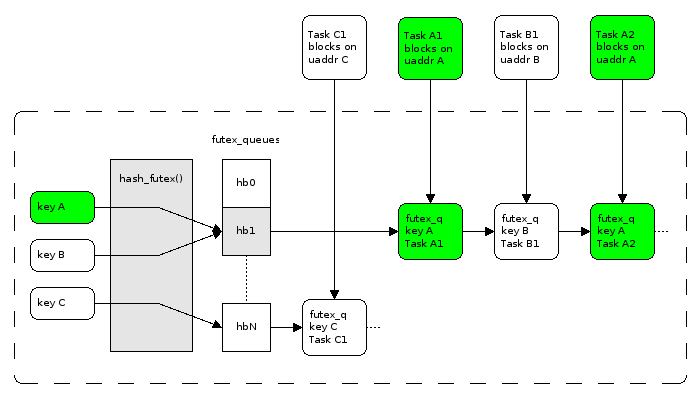 Task C1
blocks on
uaddr C
Task A1
blocks on
uaddr A
Task B1
blocks on
uaddr B
Task A2
blocks on
uaddr A
futex_queues
hash_futex()
hb0
key A
hb1
futex_q
key A
Task A1
futex_q
key B
Task B1
futex_q
key A
Task A2
key B
key C
hbN
futex_q
key C
Task C1